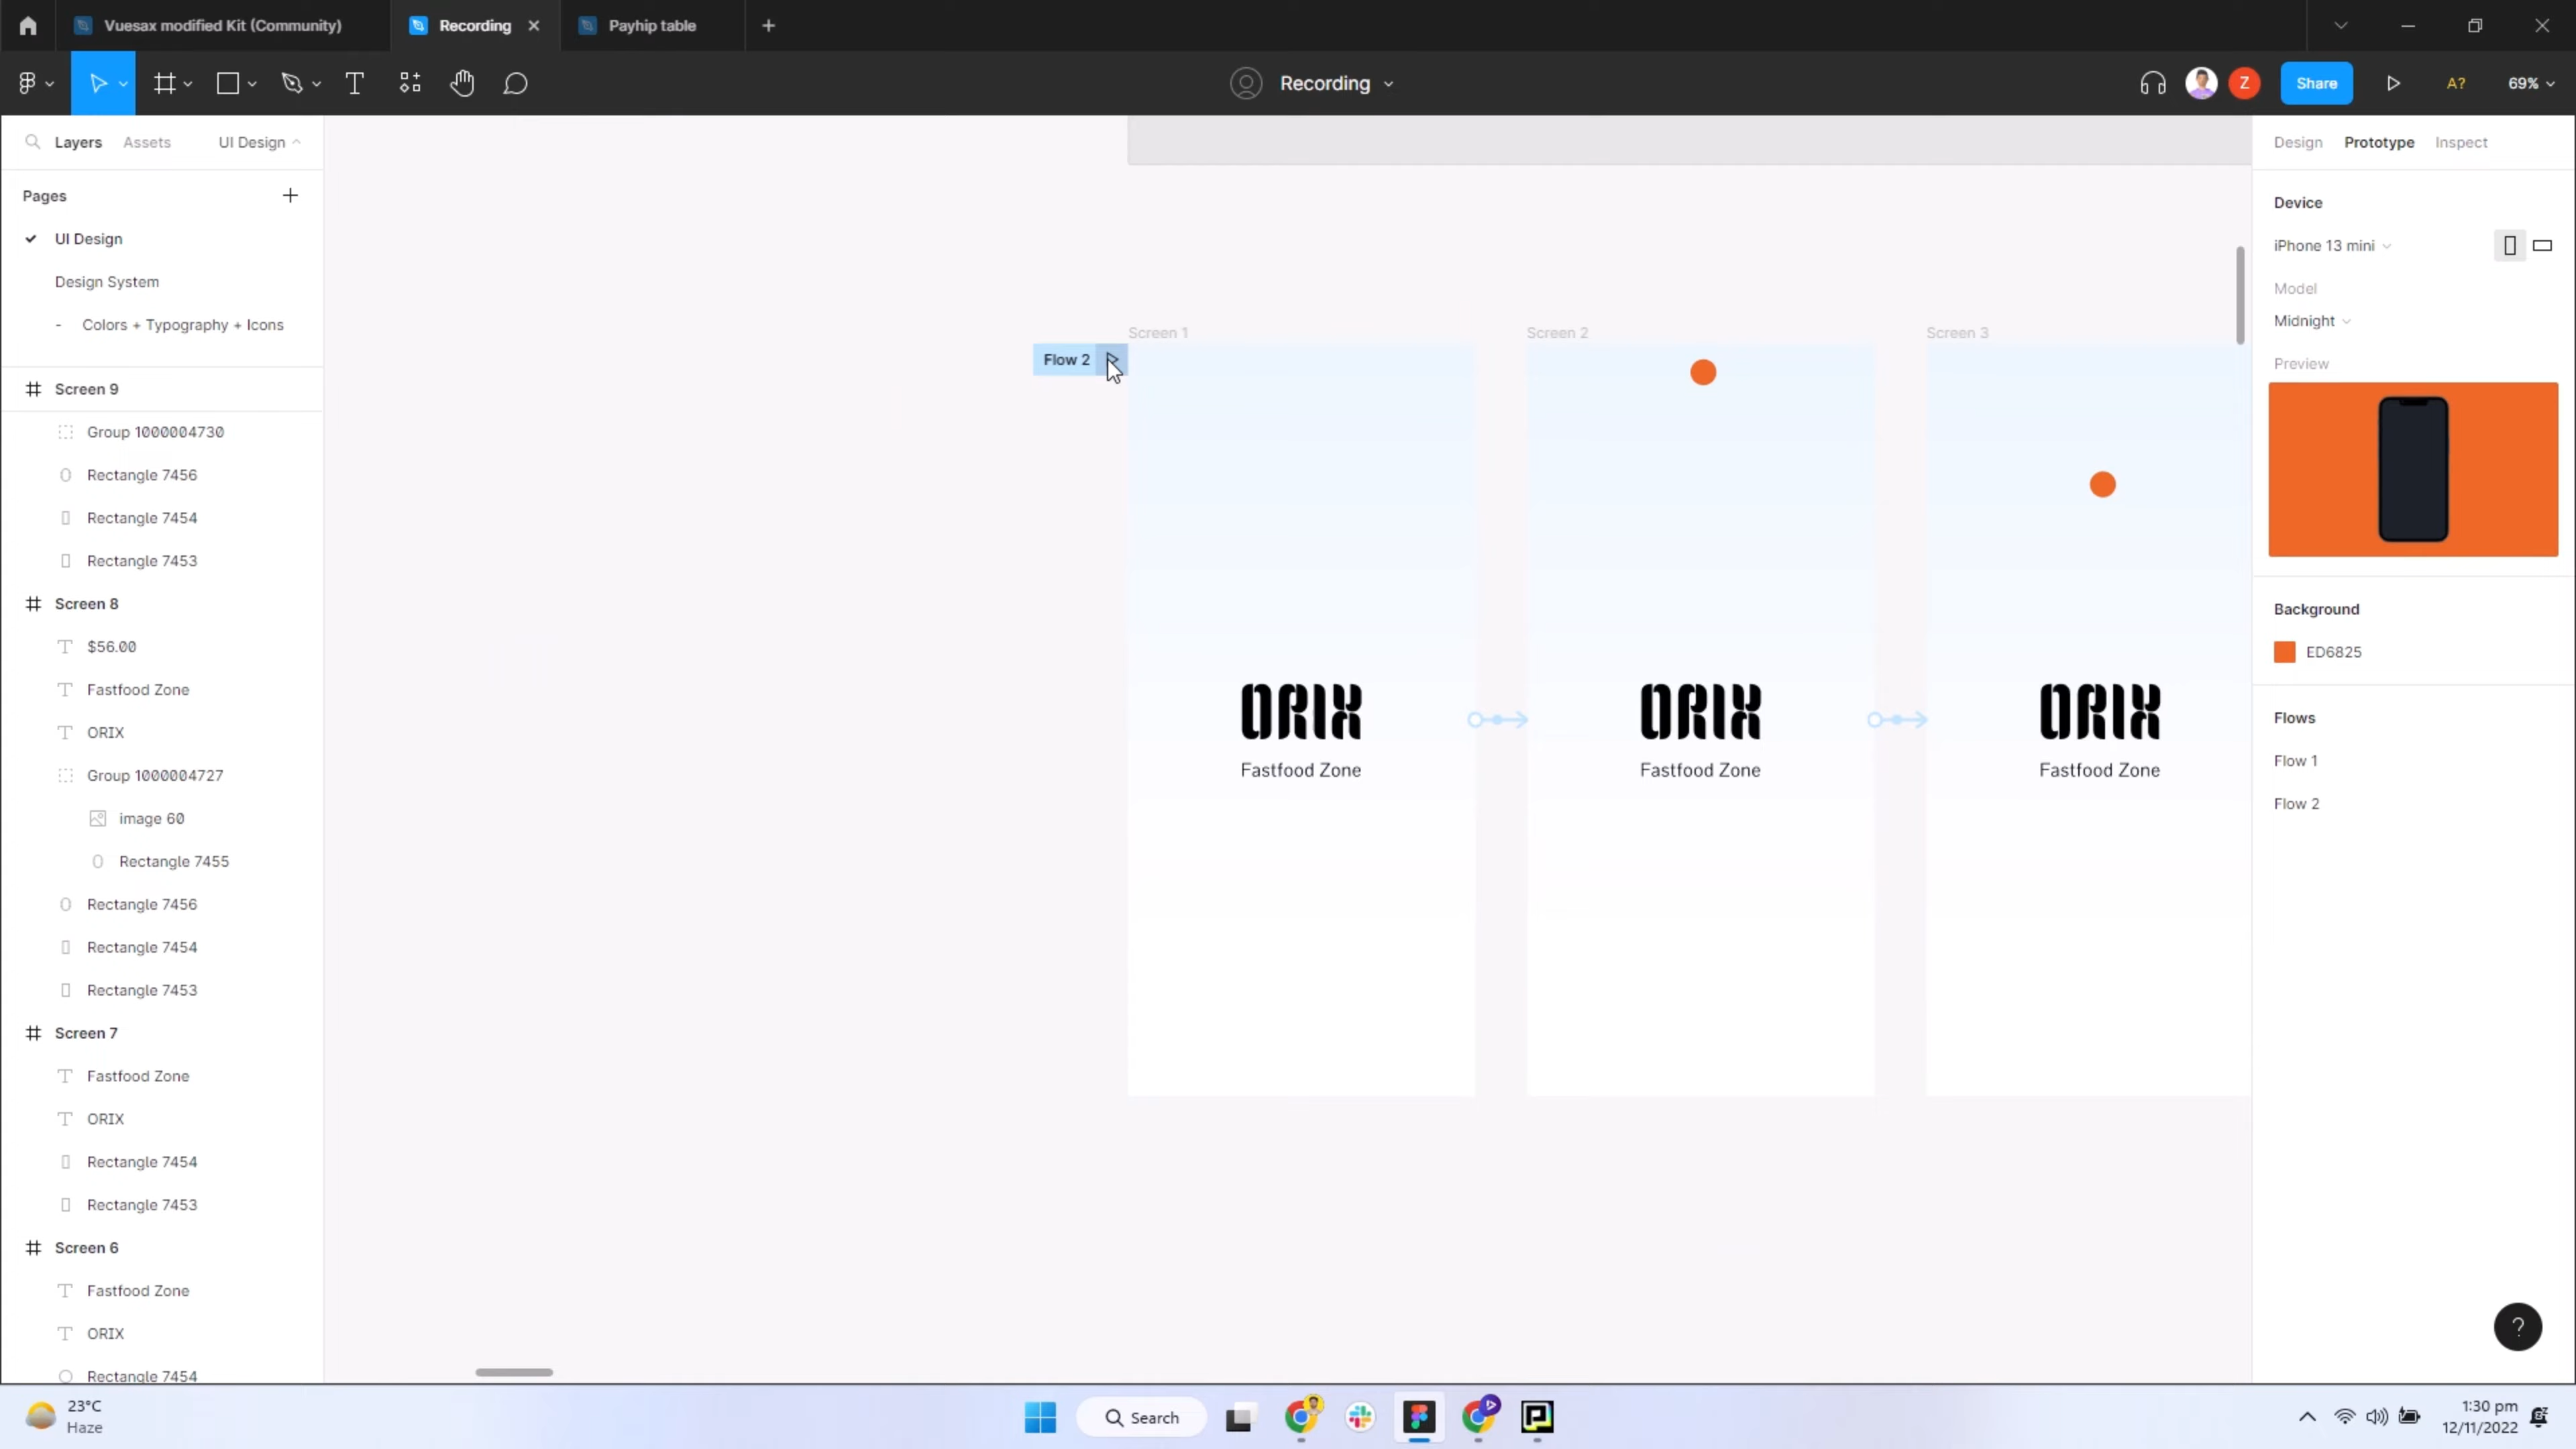 Vuesax modified Kit (Community)
Recording
Payhip table
Recording
Z
Share
A?
69%
Layers
Assets
UI Design
Pages
UI Design
Design System
- Colors + Typography + Icons
Screen 9
Group 1000004730
Rectangle 7456
Rectangle 7454
Rectangle 7453
Screen 8
$56.00
Fastfood Zone
ORIX
Group 1000004727
image 60
Rectangle 7455
Rectangle 7456
Rectangle 7454
Rectangle 7453
Screen 7
Fastfood Zone
ORIX
Rectangle 7454
Rectangle 7453
Screen 6
Fastfood Zone
ORIX
Rectangle 7454
Flow 2
Screen 1
ORIX
Fastfood Zone
Screen 2
ORIX
Fastfood Zone
Screen 3
ORIX
Fastfood Zone
Design
Prototype
Inspect
Device
iPhone 13 mini
Model
Midnight
Preview
Background
ED6825
Flows
Flow 1
Flow 2
?
23°C
Haze
Search
1:30 pm
12/11/2022